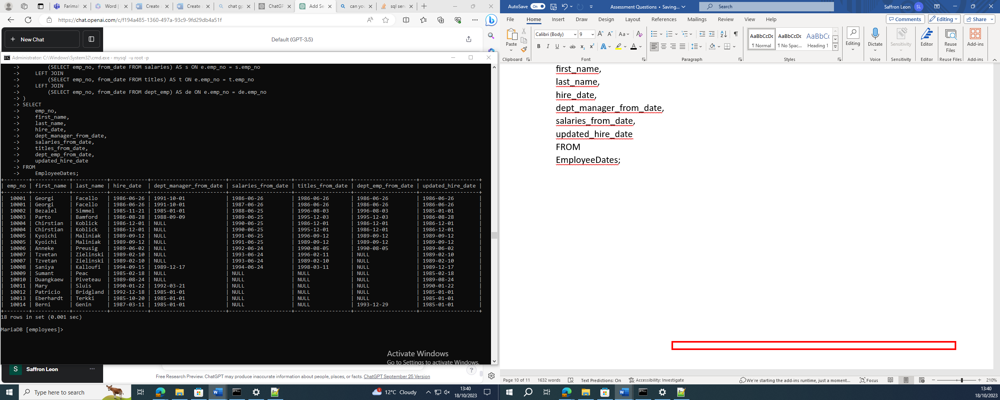 Farimah
Word |
Create
Create
chat gp
ChatGP
Add Se
can you
sql serv
https://chat.openai.com/c/f194a485-1360-497a-93c9-9fd29db4a51f
New Chat
Default (GPT-3.5)
Administrator: C:\Windows\System32\cmd.exe - mysql -u root -p
-> (SELECT emp_no, from_date FROM salaries) AS s ON e.emp_no = s.emp_no
-> LEFT JOIN
-> (SELECT emp_no, from_date FROM titles) AS t ON e.emp_no = t.emp_no
-> LEFT JOIN
-> (SELECT emp_no, from_date FROM dept_emp) AS de ON e.emp_no = de.emp_no
-> )
-> SELECT
-> emp_no,
-> first_name,
-> last_name,
-> hire_date,
-> dept_manager_from_date,
-> salaries_from_date,
-> titles_from_date,
-> dept_emp_from_date,
-> updated_hire_date
-> FROM
-> EmployeeDates;
| emp_no | first_name | last_name | hire_date | dept_manager_from_date | salaries_from_date | titles_from_date | dept_emp_from_date | updated_hire_date |
| 10001 | Georgi | Facello | 1986-06-26 | 1991-10-01 | 1986-06-26 | 1986-06-26 | 1986-06-26 | 1986-06-26 |
| 10001 | Georgi | Facello | 1986-06-26 | 1991-10-01 | 1987-06-26 | 1986-06-26 | 1986-06-26 | 1986-06-26 |
| 10002 | Bezalel | Simmel | 1985-11-21 | 1985-01-01 | 1988-06-25 | 1996-08-03 | 1996-08-03 | 1985-01-01 |
| 10003 | Parto | Bamford | 1986-08-28 | 1988-09-09 | 1989-06-25 | 1995-12-03 | 1995-12-03 | 1986-08-28 |
| 10004 | Chirstian | Koblick | 1986-12-01 | NULL | 1990-06-25 | 1986-12-01 | 1986-12-01 | 1986-12-01 |
| 10004 | Chirstian | Koblick | 1986-12-01 | NULL | 1990-06-25 | 1995-12-01 | 1986-12-01 | 1986-12-01 |
| 10005 | Kyoichi | Maliniak | 1989-09-12 | NULL | 1991-06-25 | 1996-09-12 | 1989-09-12 | 1989-09-12 |
| 10005 | Kyoichi | Maliniak | 1989-09-12 | NULL | 1991-06-25 | 1989-09-12 | 1989-09-12 | 1989-09-12 |
| 10006 | Anneke | Preusig | 1989-06-02 | NULL | 1992-06-24 | 1990-08-05 | 1990-08-05 | 1989-06-02 |
| 10007 | Tzvetan | Zielinski | 1989-02-10 | NULL | 1993-06-24 | 1996-02-11 | NULL | 1989-02-10 |
| 10007 | Tzvetan | Zielinski | 1989-02-10 | NULL | 1993-06-24 | 1989-02-10 | NULL | 1989-02-10 |
| 10008 | Saniya | Kalloufi | 1994-09-15 | 1989-12-17 | 1994-06-24 | 1998-03-11 | NULL | 1989-12-17 |
| 10009 | Sumant | Peac | 1985-02-18 | NULL | NULL | NULL | NULL | 1985-02-18 |
| 10010 | Duangkaew | Piveteau | 1989-08-24 | NULL | NULL | NULL | NULL | 1989-08-24 |
| 10011 | Mary | Sluis | 1990-01-22 | 1992-03-21 | NULL | NULL | NULL | 1990-01-22 |
| 10012 | Patricio | Bridgland | 1992-12-18 | 1985-01-01 | NULL | NULL | NULL | 1985-01-01 |
| 10013 | Eberhardt | Terkki | 1985-10-20 | 1985-01-01 | NULL | NULL | NULL | 1985-01-01 |
| 10014 | Berni | Genin | 1987-03-11 | 1985-01-01 | NULL | NULL | 1993-12-29 | 1985-01-01 |
18 rows in set (0.001 sec)
MariaDB [employees]>
Activate Windows
Go to Settings to activate Windows.
S Saffron Leon
Free Research Preview. ChatGPT may produce inaccurate information about people, places, or facts. ChatGPT September 25 Version
?
Type here to search
12°C Cloudy
13:40
18/10/2023
AutoSave On
Assessment Questions • Saving...
Search
Saffron Leon SL
File Home Insert Draw Design Layout References Mailings Review View Help
Comments Editing Share
Paste
Calibri (Body) 9
AaBbCcDc AaBbCcDc AaBbCc
¶ Normal ¶ No Spac... Heading 1
Editing
Dictate
Sensitivity
Editor
Reuse Files
Add-ins
Clipboard Font Paragraph Styles Voice Sensitivity Editor Reuse Files Add-ins
first_name,
last_name,
hire_date,
dept_manager_from_date,
salaries_from_date,
updated_hire_date
FROM
EmployeeDates;
Page 10 of 11 1632 words Text Predictions: On Accessibility: Investigate We're starting the add-ins runtime, just a moment... Focus 210%
13:40
18/10/2023